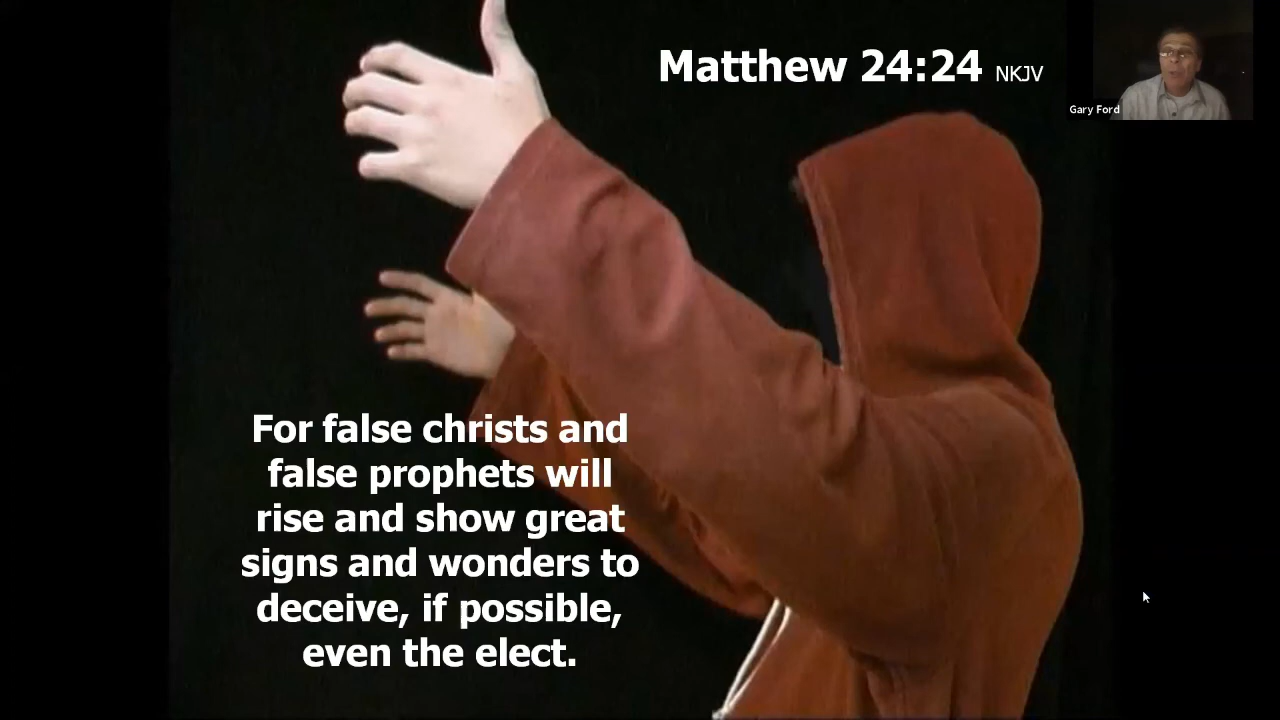 Matthew 24:24 NKJV
Gary Ford
For false christs and
false prophets will
rise and show great
signs and wonders to
deceive, if possible,
even the elect.